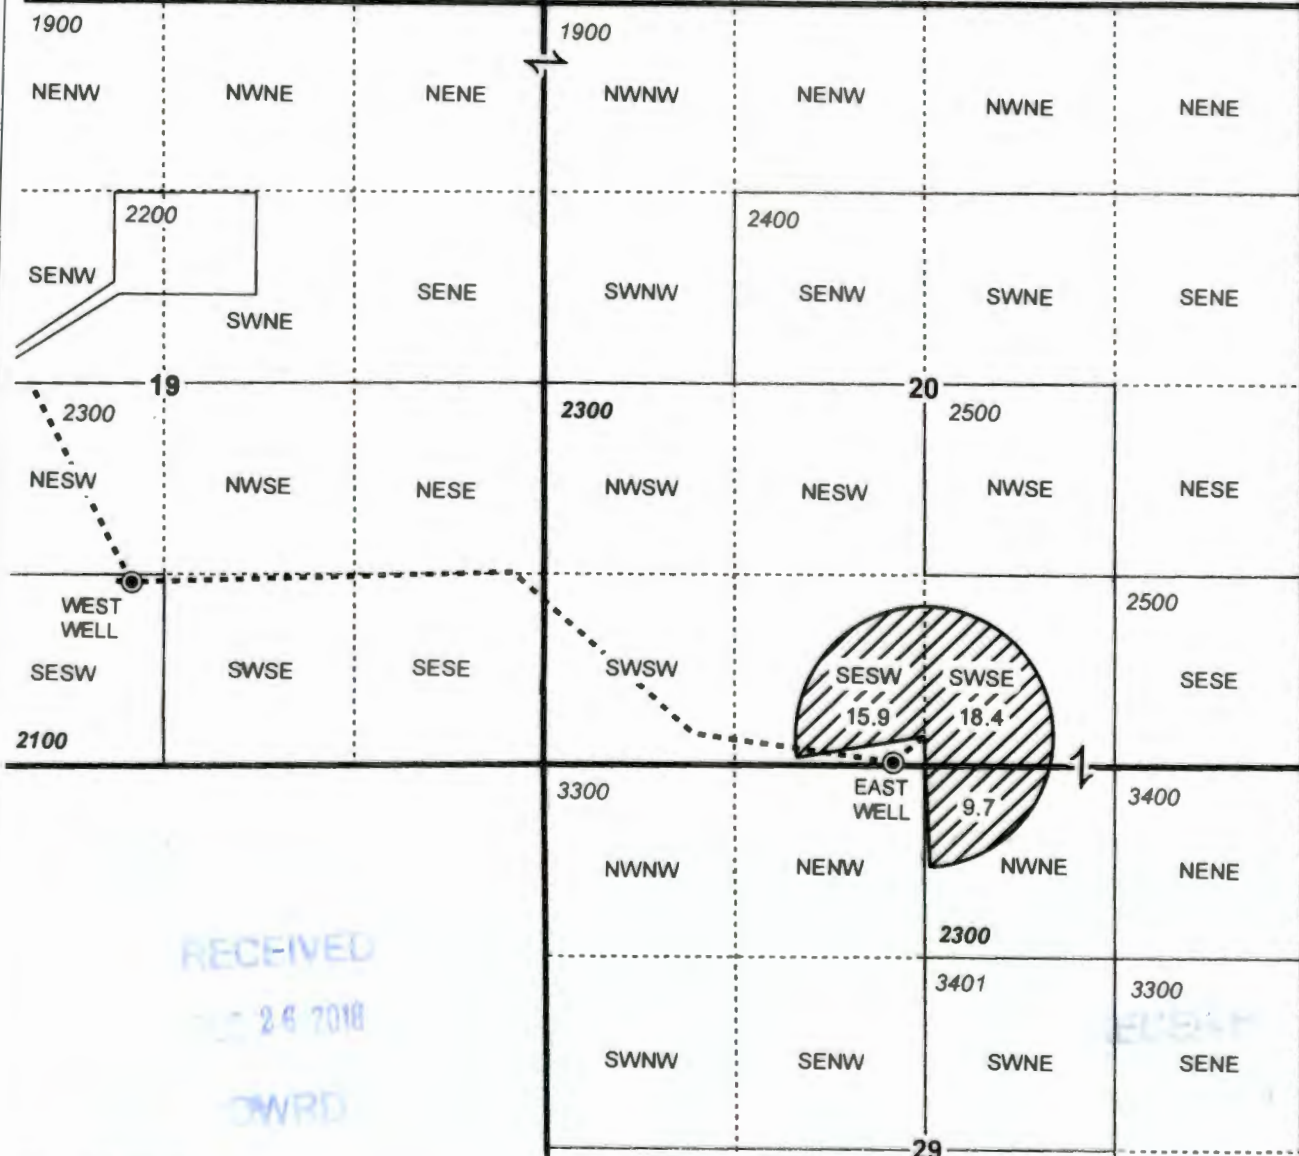 1900
1900
NENW
NWNE
NENE
NWNW
NENW
NWNE
NENE
2200
2400
SENW
SWNE
SENE
SWNW
SENW
SWNE
SENE
19
20
2300
2300
2500
NESW
NWSE
NESE
NWSW
NESW
NWSE
NESE
WEST
WELL
2500
SESW
SWSE
SESE
SWSW
SESW
SWSE
SESE
15.9
18.4
2100
3300
EAST
WELL
9.7
3400
NWNW
NENW
NWNE
NENE
2300
RECEIVED
3401
3300
26 2018
SWNW
SENW
SWNE
SENE
OWRD
29